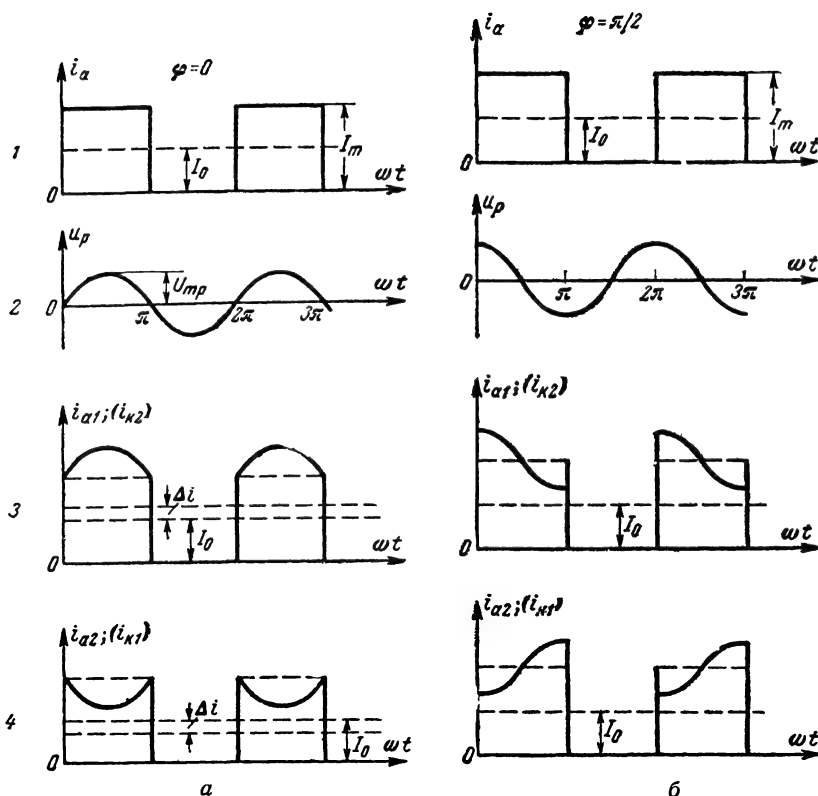 φ=0
i_a
1
I_0
I_m
0
ωt
u_p
2
0
U_mp
π
2π
3π
ωt
i_a1;(i_к2)
3
Δi
I_0
0
ωt
i_a2;(i_к1)
4
Δi
I_0
0
ωt
а
φ=π/2
i_a
I_0
I_m
0
ωt
u_p
0
π
2π
3π
ωt
i_a1;(i_к2)
I_0
0
ωt
i_a2;(i_к1)
I_0
0
ωt
б